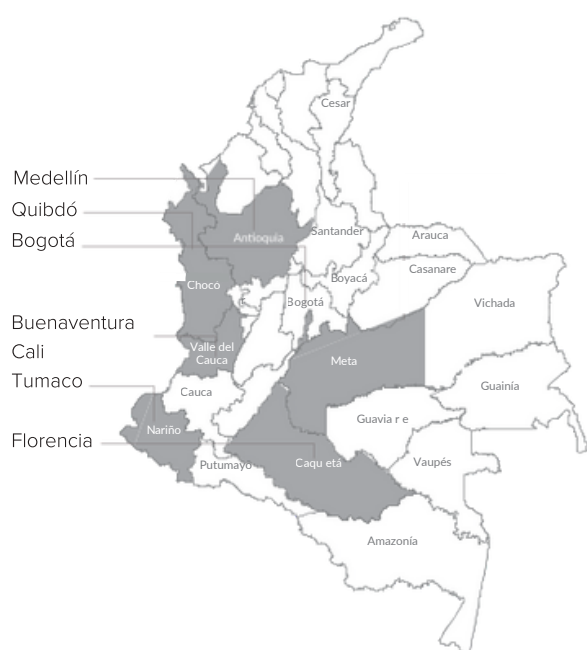 Cesar
Medellín
Quibdó
Bogotá
Antioquia
Santander
Arauca
Casanare
Boyacá
Chocó
Bogotá
Vichada
Buenaventura
Cali
Tumaco
Valle del
Cauca
Meta
Guainía
Cauca
Guavia r e
Nariño
Florencia
Putumayo
Caqu etá
Vaupés
Amazonía